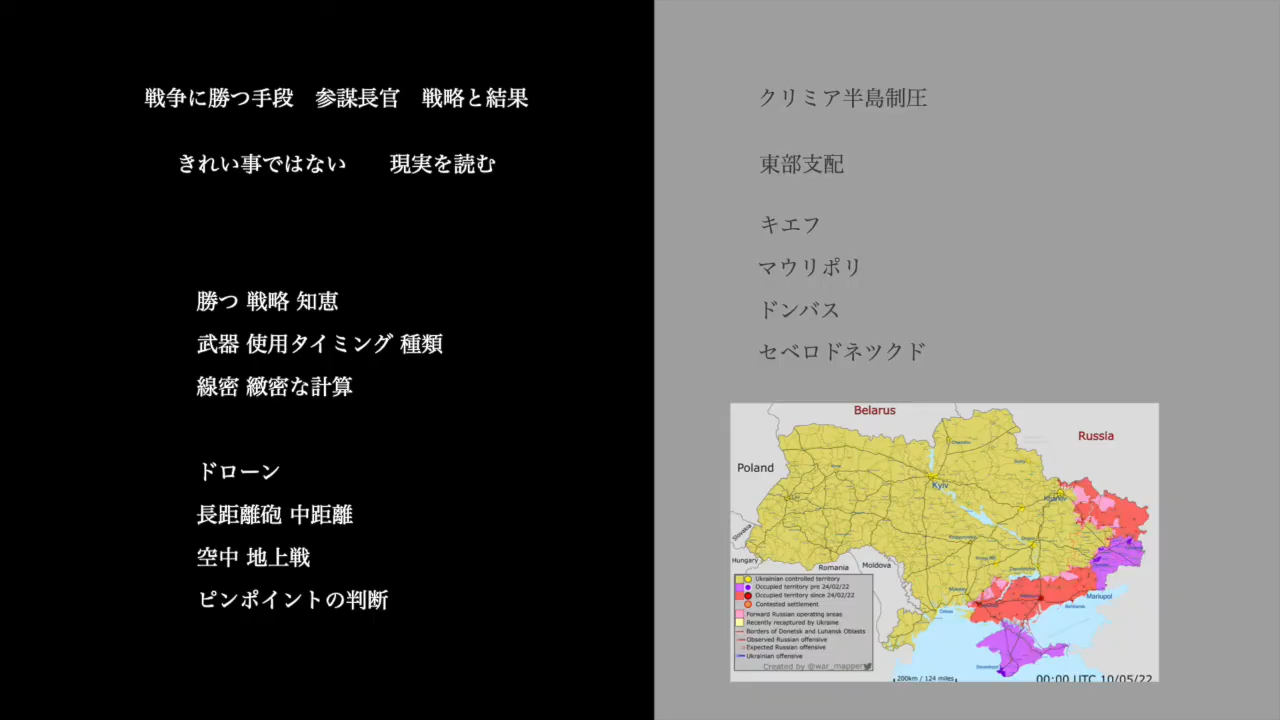 戦争に勝つ手段　参謀長官　戦略と結果
きれい事ではない　　現実を読む
勝つ 戦略 知恵
武器 使用タイミング 種類
線密 緻密な計算
ドローン
長距離砲 中距離
空中 地上戦
ピンポイントの判断
クリミア半島制圧
東部支配
キエフ
マウリポリ
ドンバス
セベロドネツクド
Belarus
Russia
Poland
Kyiv
Kharkiv
Slovakia
Hungary
Romania
Moldova
Mariupol
Odesa
Ukrainian controlled territory
Occupied territory pre 24/02/22
Occupied territory since 24/02/22
Contested settlement
Forward Russian operating areas
Recently recaptured by Ukraine
Borders of Donetsk and Luhansk Oblasts
Observed Russian offensive
Expected Russian offensive
Ukrainian offensive
Created by @war_mapper
200km / 124 miles
00:00 UTC 10/05/22